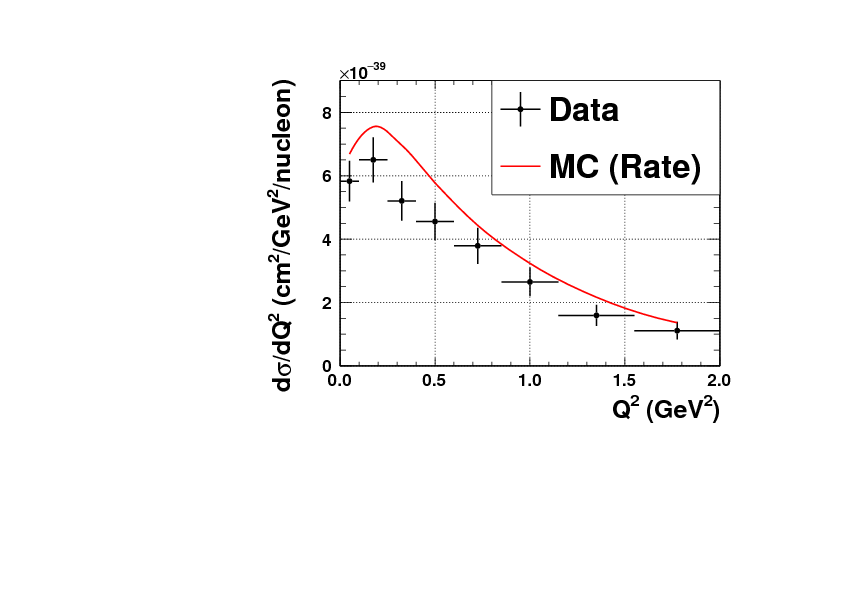 ×10⁻³⁹
dσ/dQ² (cm²/GeV²/nucleon)
8
6
4
2
0
Data
MC (Rate)
0.0 0.5 1.0 1.5 2.0
Q² (GeV²)